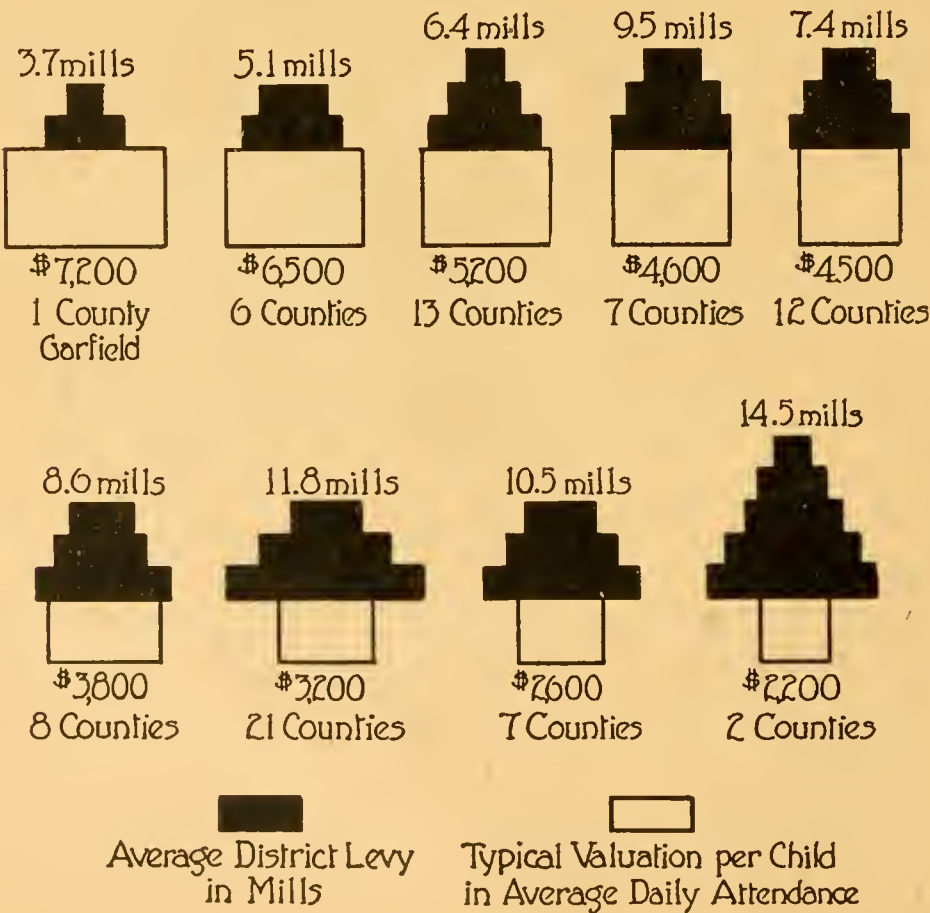 3.7 mills
5.1 mills
6.4 mills
9.5 mills
7.4 mills
$7,200
1 County
Garfield
$6,500
6 Counties
$5,200
13 Counties
$4,600
7 Counties
$4,500
12 Counties
8.6 mills
11.8 mills
10.5 mills
14.5 mills
$3,800
8 Counties
$3,200
21 Counties
$2,600
7 Counties
$2,200
2 Counties
Average District Levy
in Mills
Typical Valuation per Child
in Average Daily Attendance